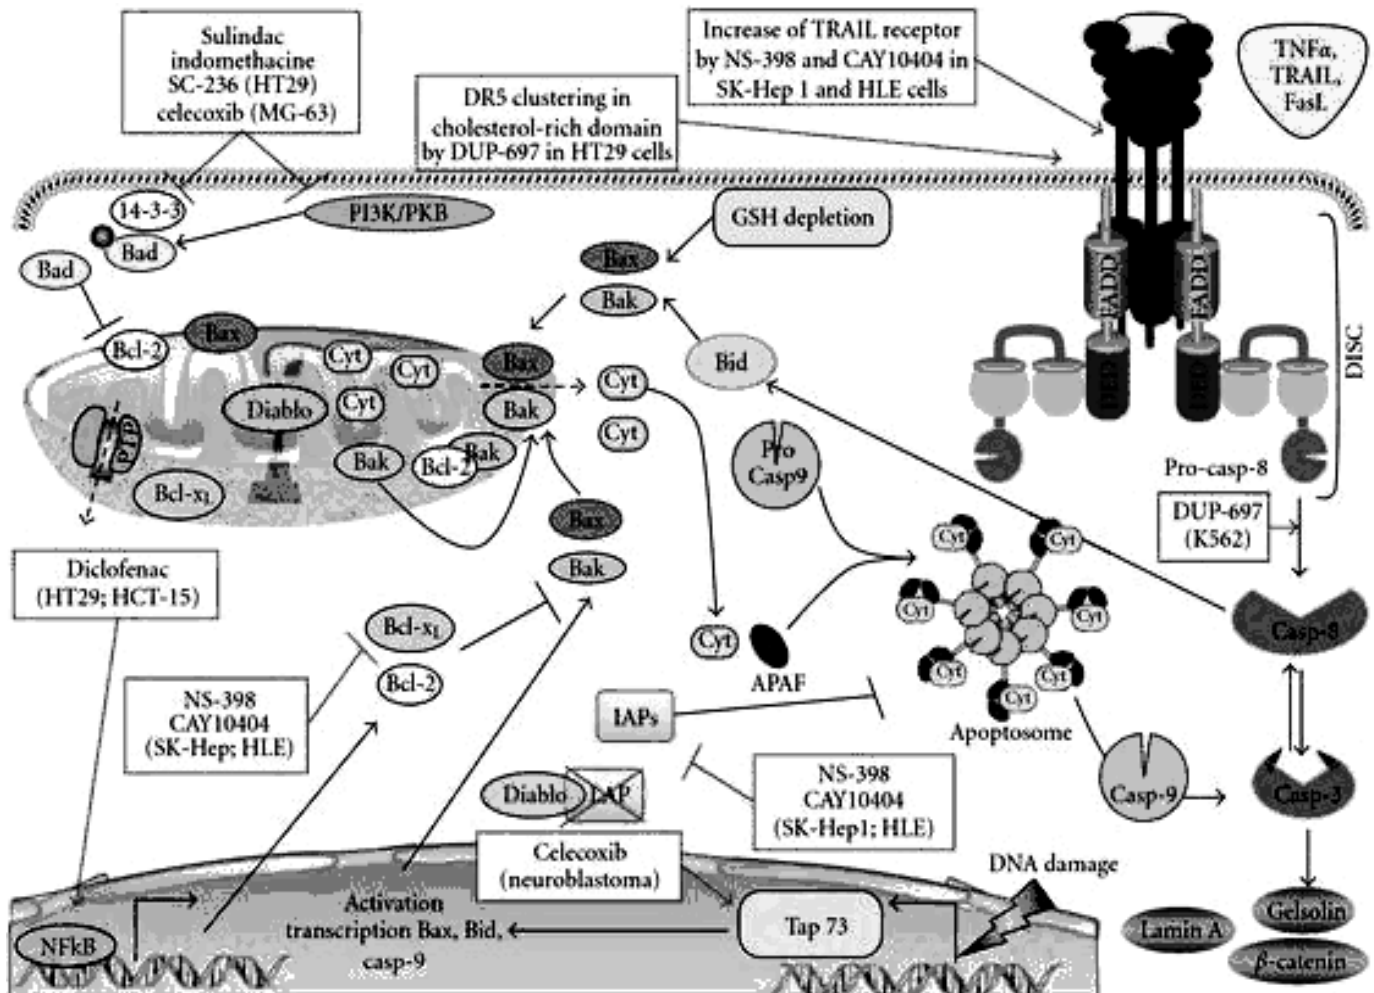 Sulindac
indomethacine
SC-236 (HT29)
celecoxib (MG-63)
Increase of TRAIL receptor
by NS-398 and CAY10404 in
SK-Hep 1 and HLE cells
TNFα,
TRAIL,
FasL
DR5 clustering in
cholesterol-rich domain
by DUP-697 in HT29 cells
14-3-3
PI3K/PKB
Bad
Bad
GSH depletion
Bax
Bak
FADD
FADD
DED
DED
DISC
Bcl-2
Bax
Cyt
Cyt
Bax
Bak
Cyt
Cyt
Bid
Diablo
Cyt
PTP
Bak
Bcl-2
Bak
Bcl-xL
Pro
Casp9
Pro-casp-8
DUP-697
(K562)
Bax
Bak
Cyt
Cyt
Cyt
Cyt
Cyt
Cyt
Cyt
Apoptosome
Diclofenac
(HT29; HCT-15)
Bcl-xL
Bcl-2
Cyt
APAF
Casp-8
NS-398
CAY10404
(SK-Hep; HLE)
IAPs
Casp-9
Casp-3
Diablo
IAP
NS-398
CAY10404
(SK-Hep1; HLE)
Celecoxib
(neuroblastoma)
DNA damage
Activation
transcription Bax, Bid,
casp-9
Tap 73
NFkB
Lamin A
Gelsolin
β-catenin